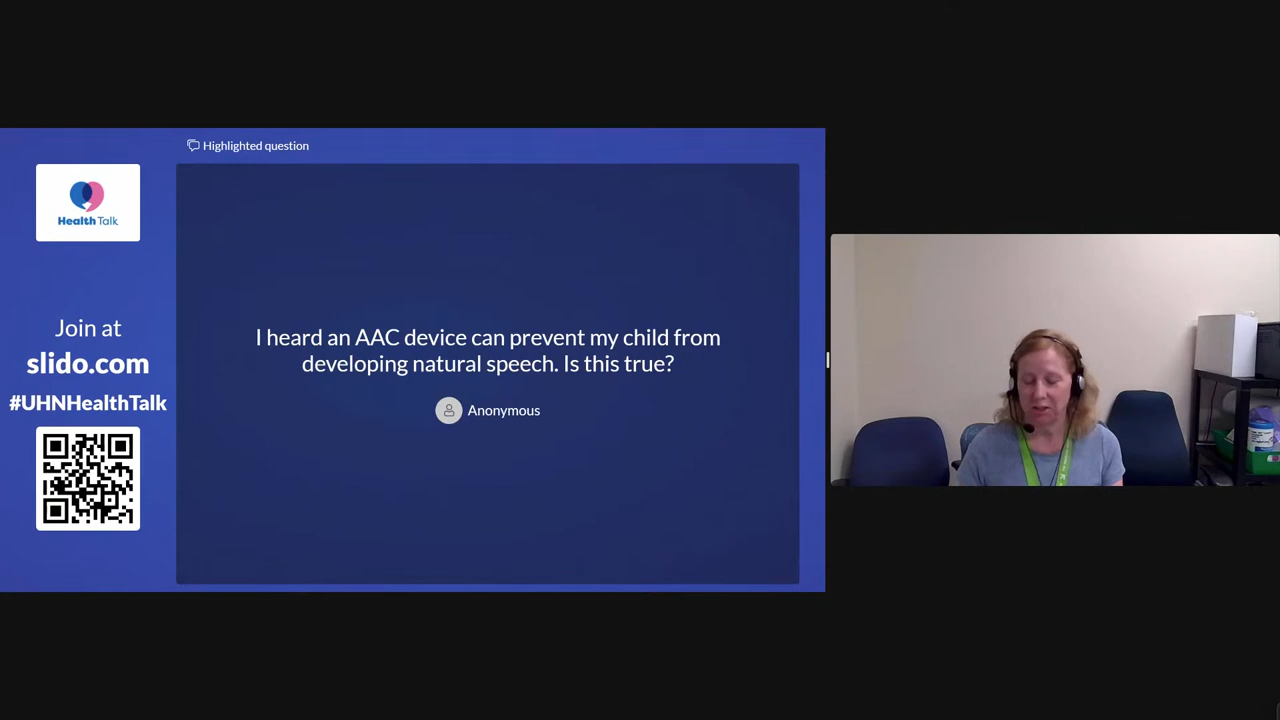 Highlighted question
Health Talk
Join at
slido.com
#UHNHealthTalk
I heard an AAC device can prevent my child from
developing natural speech. Is this true?
Anonymous